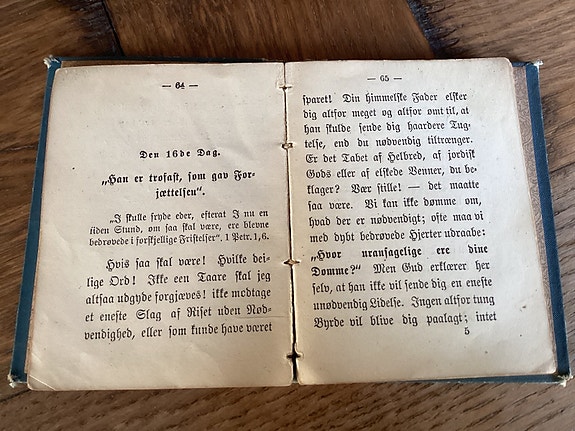 — 64 —
Den 16de Dag.
„Han er trofast, som gav For-
jættelsen“.
„I skulle fryde eder, efterat I nu en
liden Stund, om saa skal være, ere blevne
bedrøvede i forskjellige Fristelser“. 1 Petr. 1, 6.
Hvis saa skal være! Hvilke dei-
lige Ord! Ikke een Taare skal jeg
altsaa udgyde forgjæves! ikke modtage
et eneste Slag af Riset uden Nød-
vendighed, eller som kunde have været
— 65 —
sparet! Din himmelske Fader elsker
dig altfor meget og altfor ømt til, at
han skulde sende dig haardere Tug-
telse, end du nødvendig tiltrænger.
Er det Tabet af Helbred, af jordisk
Gods eller af elskede Venner, du be-
klager? Vær stille! — det maatte
saa være. Vi kan ikke dømme om,
hvad der er nødvendigt; ofte maa vi
med dybt bedrøvede Hjerter udraabe:
„Hvor uransagelige ere dine
Domme?“ Men Gud erklærer her
selv, at han ikke vil sende dig en eneste
unødvendig Lidelse. Ingen altfor tung
Byrde vil blive dig paalagt; intet
5